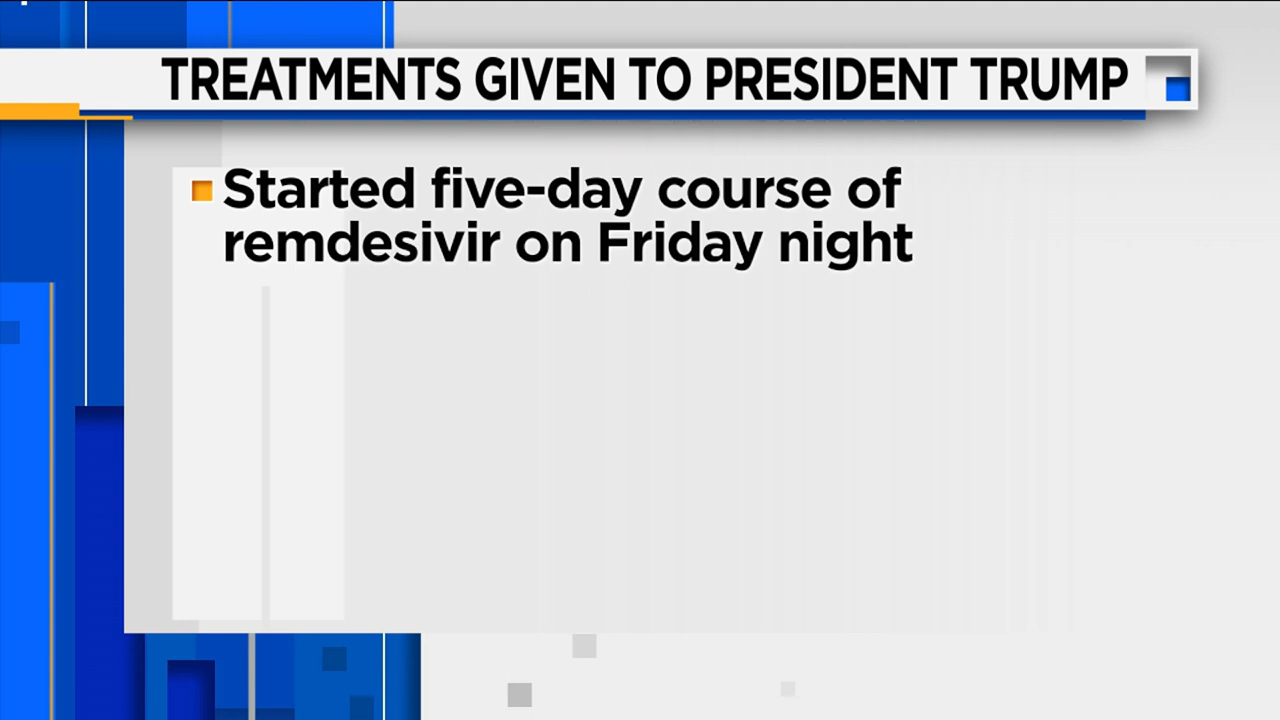 TREATMENTS GIVEN TO PRESIDENT TRUMP
Started five-day course of
remdesivir on Friday night